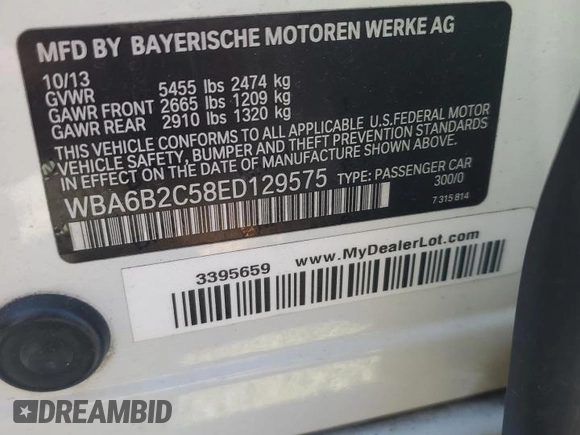 MFD BY BAYERISCHE MOTOREN WERKE AG
10/13
GVWR 5455 lbs 2474 kg
GAWR FRONT 2665 lbs 1209 kg
GAWR REAR 2910 lbs 1320 kg
THIS VEHICLE CONFORMS TO ALL APPLICABLE U.S.FEDERAL MOTOR
VEHICLE SAFETY, BUMPER AND THEFT PREVENTION STANDARDS
IN EFFECT ON THE DATE OF MANUFACTURE SHOWN ABOVE.
WBA6B2C58ED129575 TYPE: PASSENGER CAR
300/0
7 315 814
3395659 www.MyDealerLot.com
DREAMBID